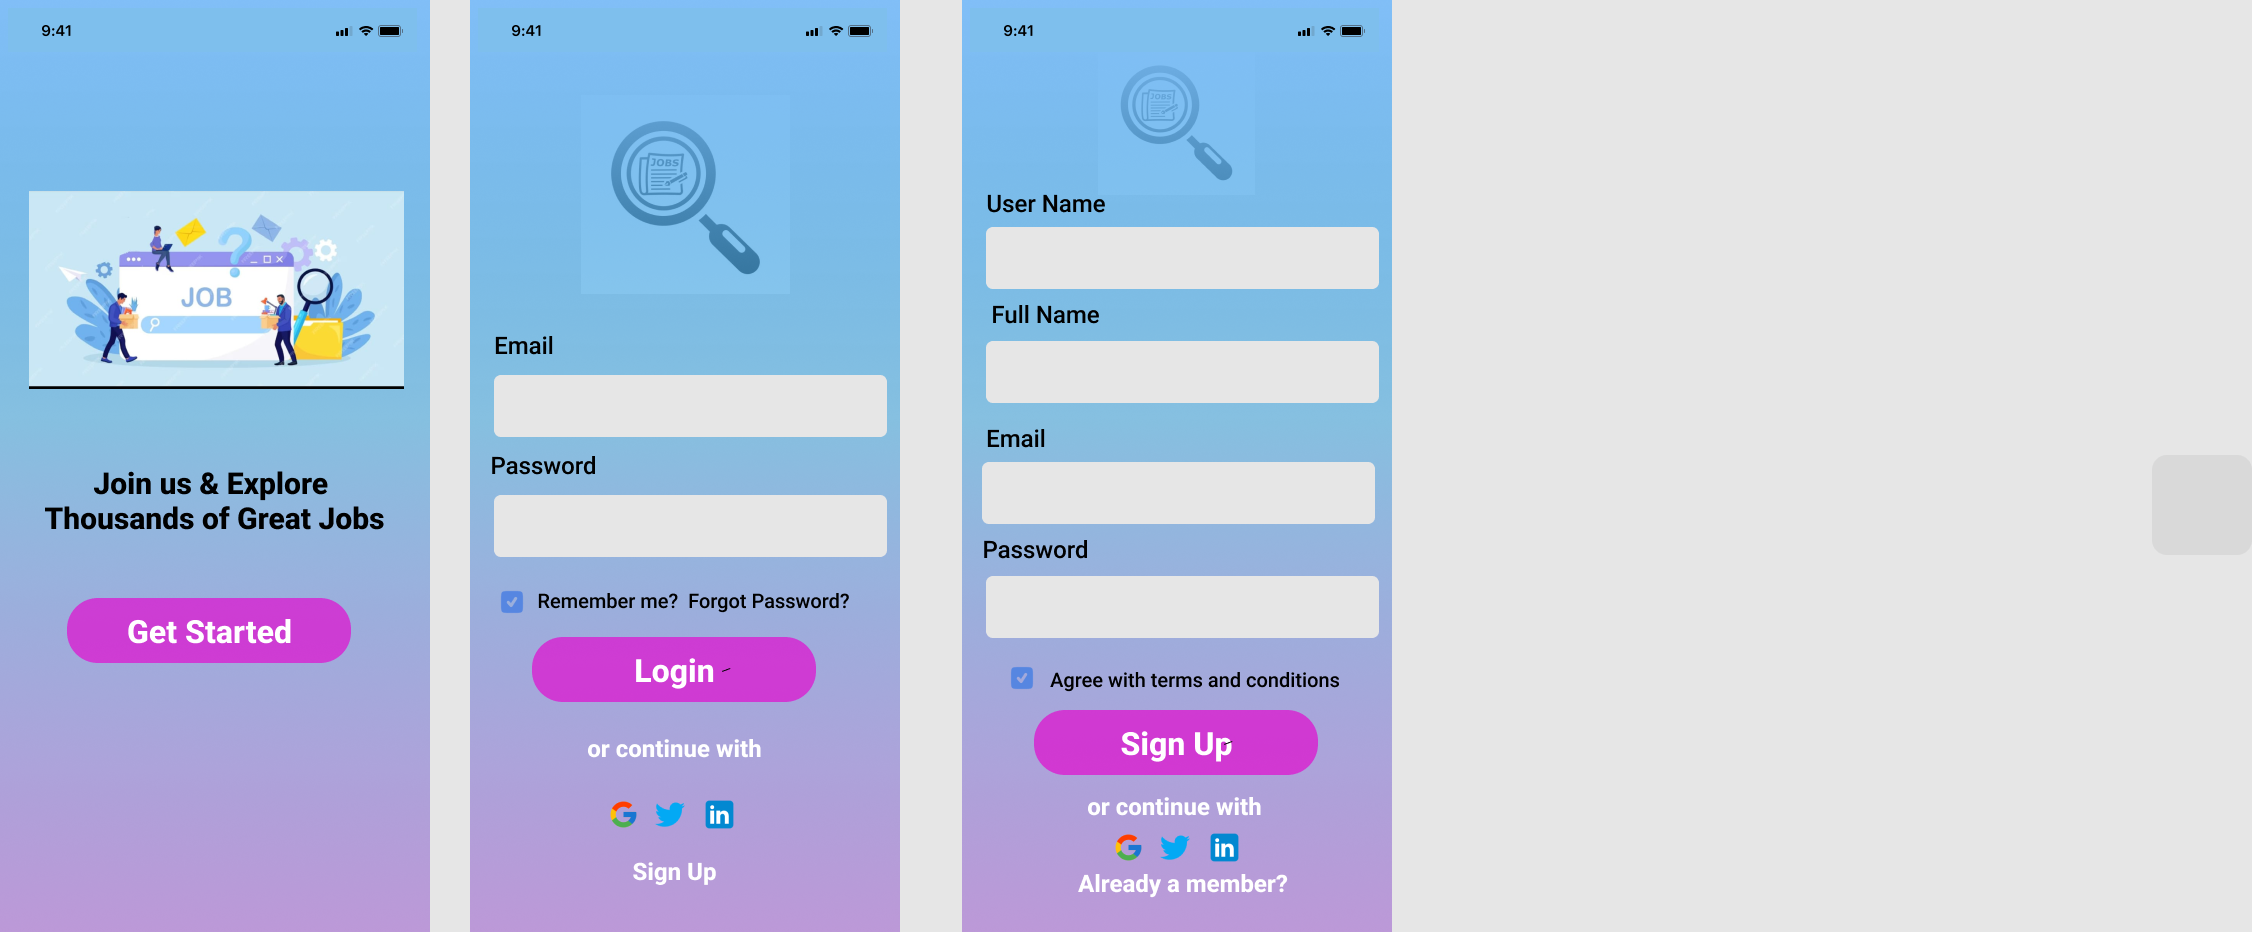 9:41
JOB
Join us & Explore
Thousands of Great Jobs
Get Started
9:41
JOBS
Email
Password
Remember me? Forgot Password?
Login
or continue with
in
Sign Up
9:41
JOBS
User Name
Full Name
Email
Password
Agree with terms and conditions
Sign Up
or continue with
in
Already a member?